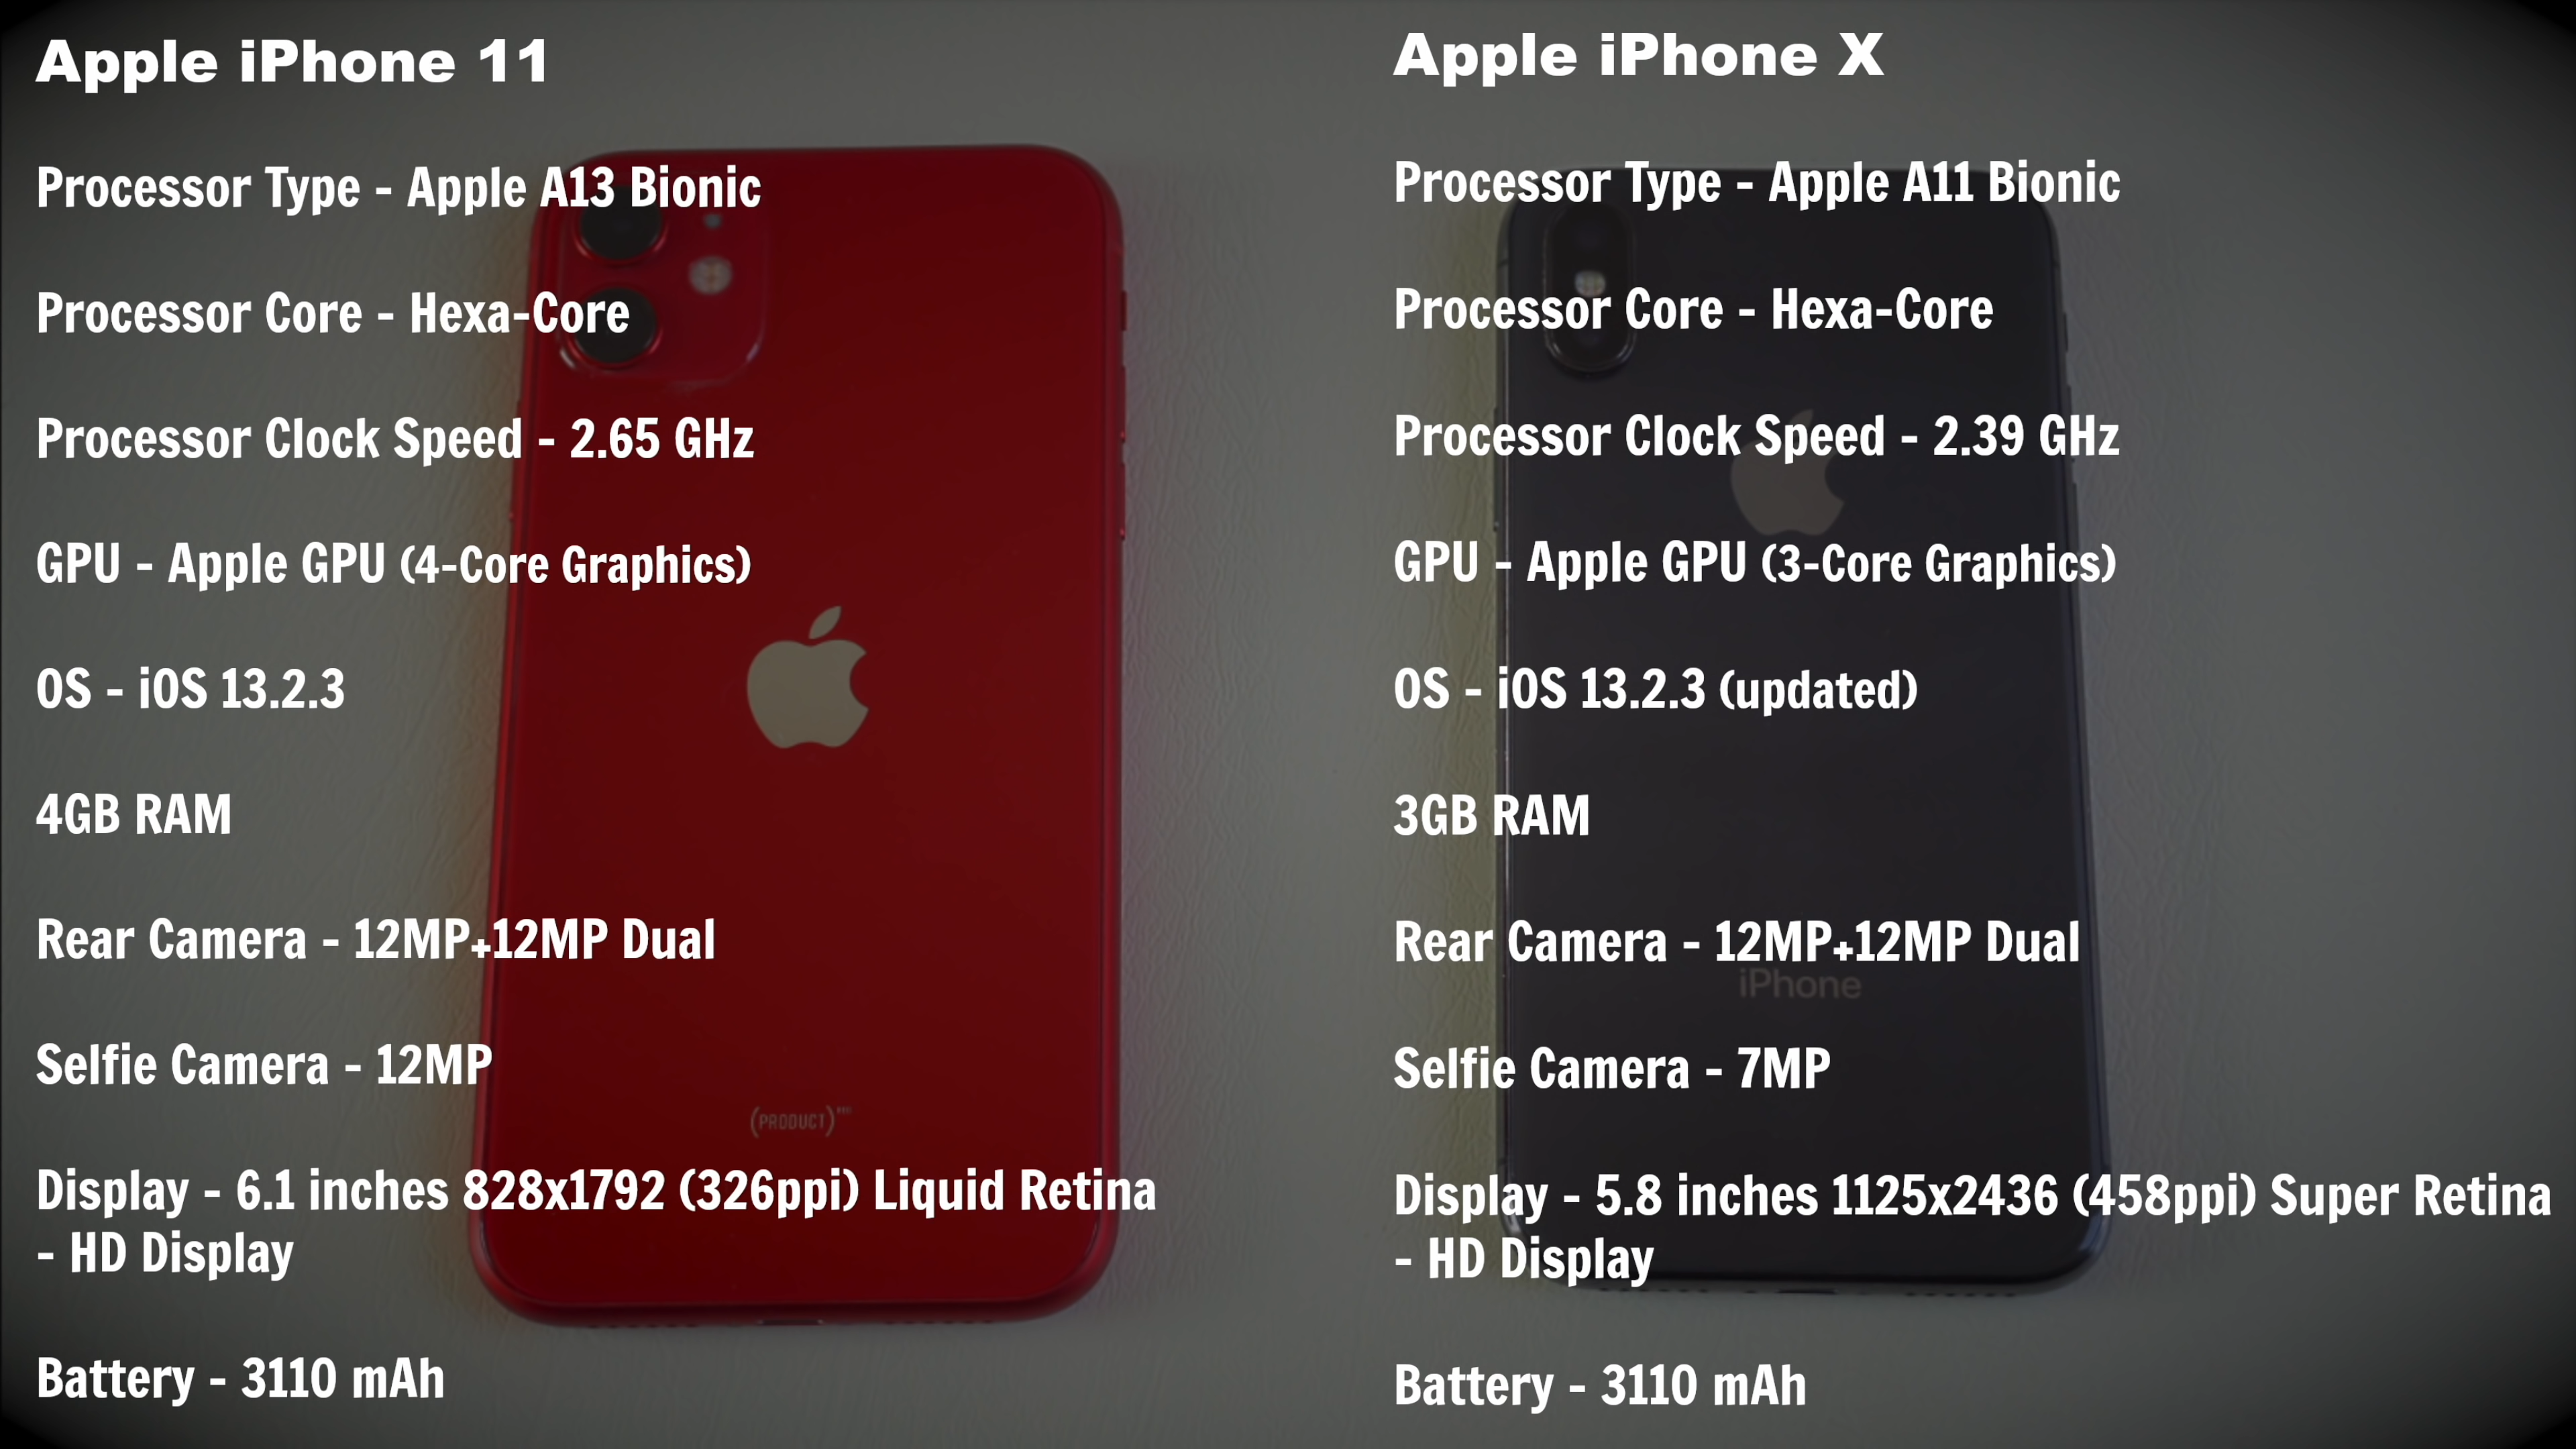 Apple iPhone 11
Processor Type - Apple A13 Bionic
Processor Core - Hexa-Core
Processor Clock Speed - 2.65 GHz
GPU - Apple GPU (4-Core Graphics)
OS - iOS 13.2.3
4GB RAM
Rear Camera - 12MP+12MP Dual
Selfie Camera - 12MP
(PRODUCT)
Display - 6.1 inches 828x1792 (326ppi) Liquid Retina
- HD Display
Battery - 3110 mAh
Apple iPhone X
Processor Type - Apple A11 Bionic
Processor Core - Hexa-Core
Processor Clock Speed - 2.39 GHz
GPU - Apple GPU (3-Core Graphics)
OS - iOS 13.2.3 (updated)
3GB RAM
Rear Camera - 12MP+12MP Dual
iPhone
Selfie Camera - 7MP
Display - 5.8 inches 1125x2436 (458ppi) Super Retina
- HD Display
Battery - 3110 mAh